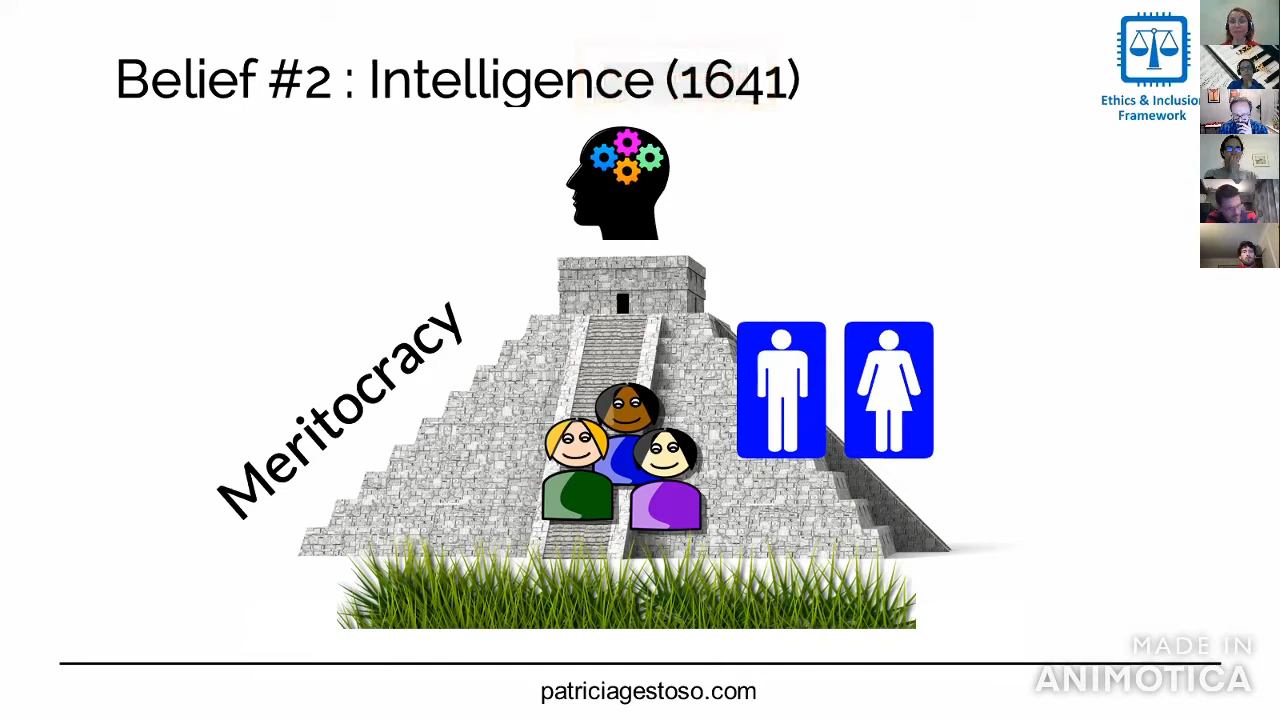 Belief #2 : Intelligence (1641)
Ethics & Inclusion
Framework
Meritocracy
patriciagestoso.com
MADE IN
ANIMOTICA